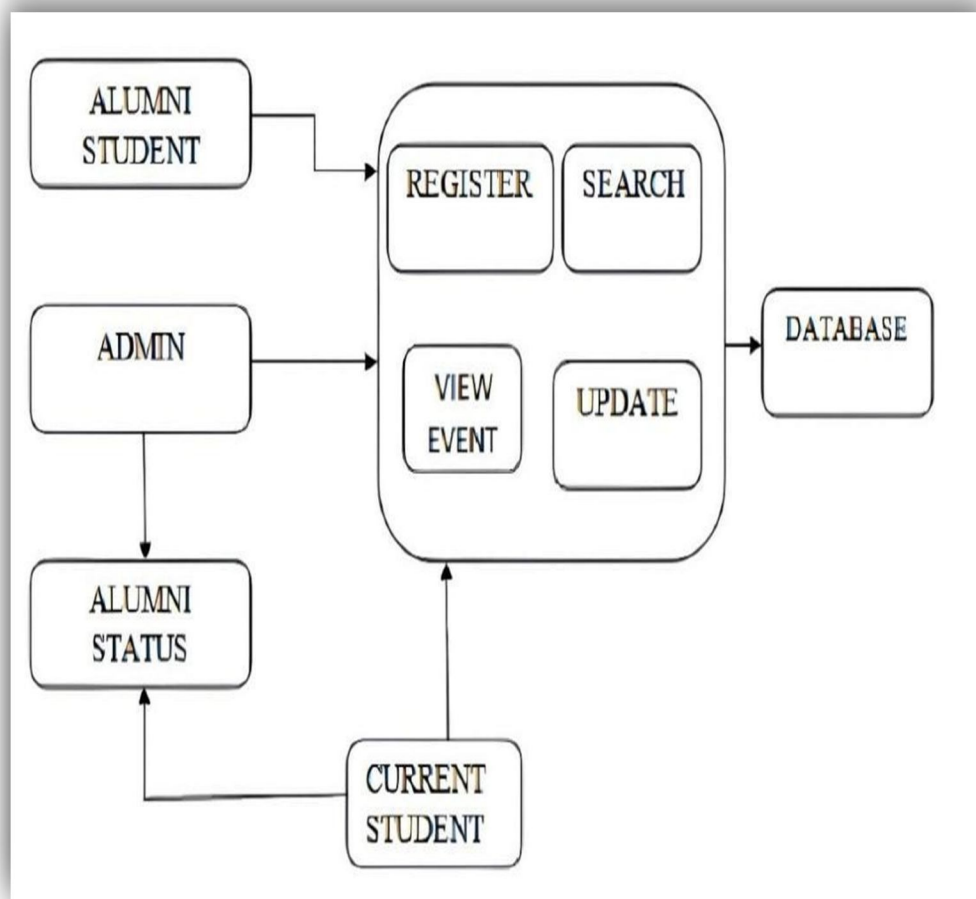 ALUMNI
STUDENT
REGISTER
SEARCH
ADMIN
DATABASE
VIEW
EVENT
UPDATE
ALUMNI
STATUS
CURRENT
STUDENT